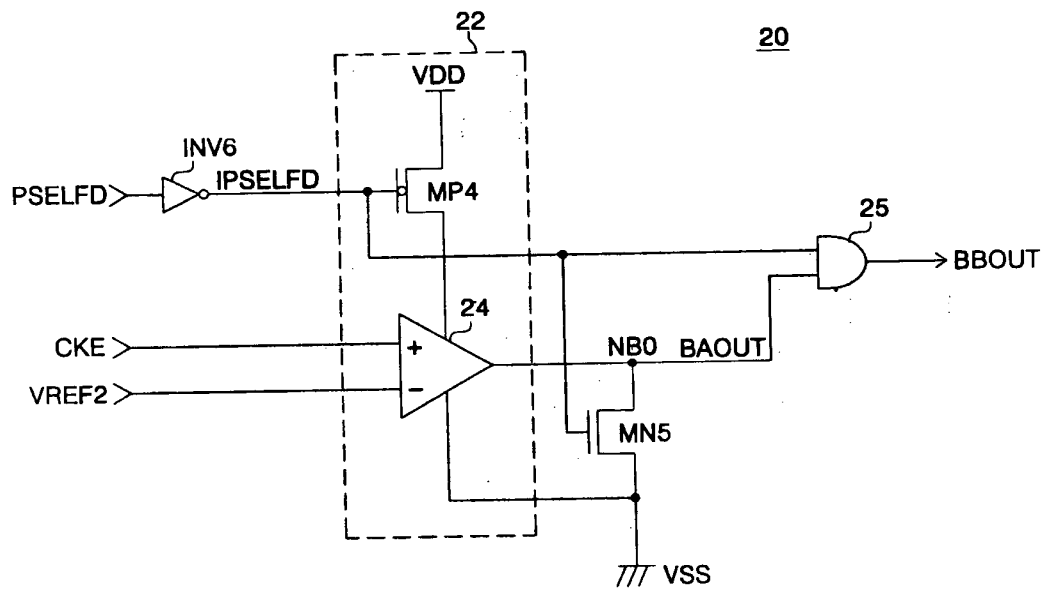 22
20
VDD
INV6
PSELFD
IPSELFD
MP4
25
BBOUT
24
CKE
+
NB0
BAOUT
VREF2
−
MN5
VSS